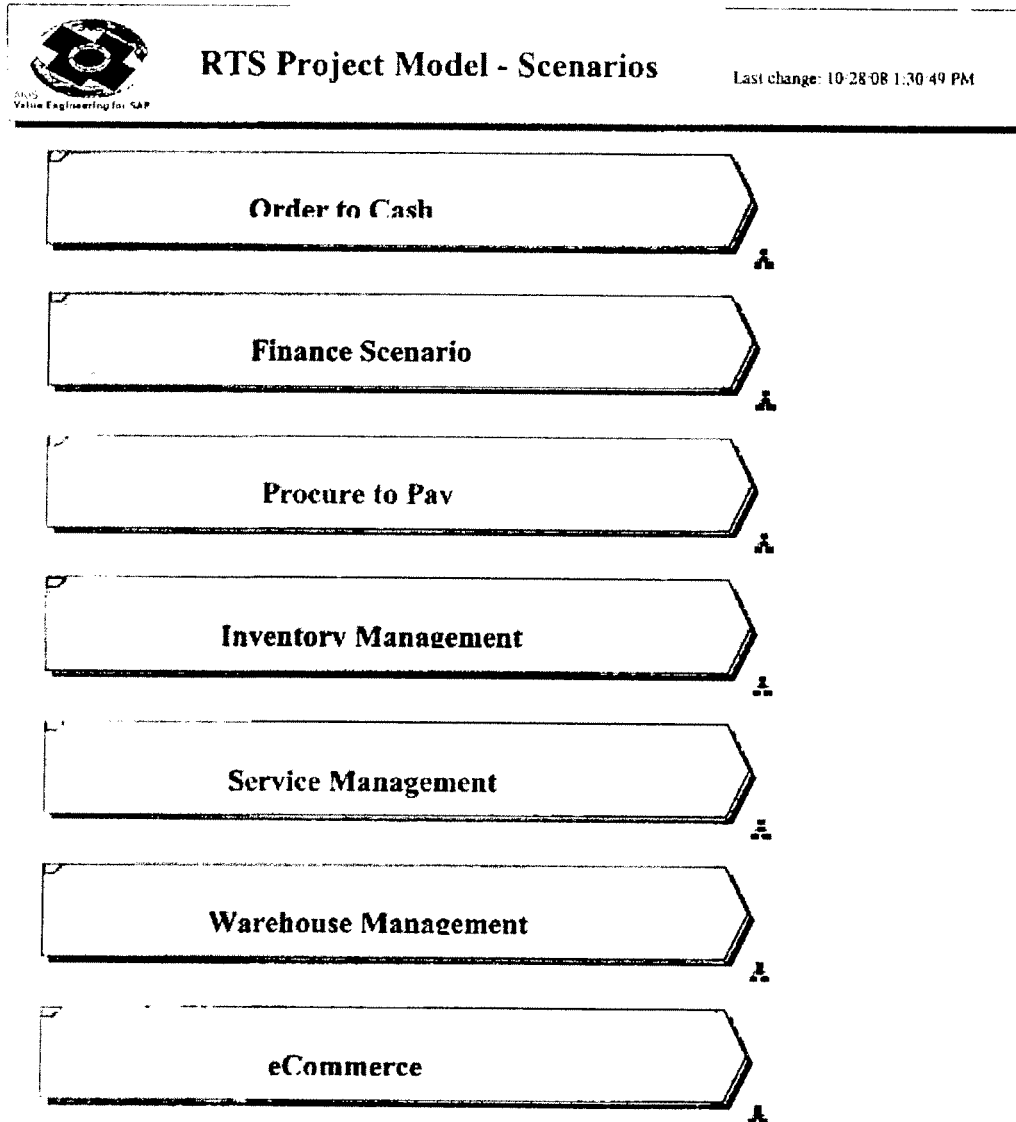 RTS Project Model - Scenarios
Last change: 10-28-08 1:30:49 PM
Value Engineering for SAP
Order to Cash
Finance Scenario
Procure to Pay
Inventory Management
Service Management
Warehouse Management
eCommerce